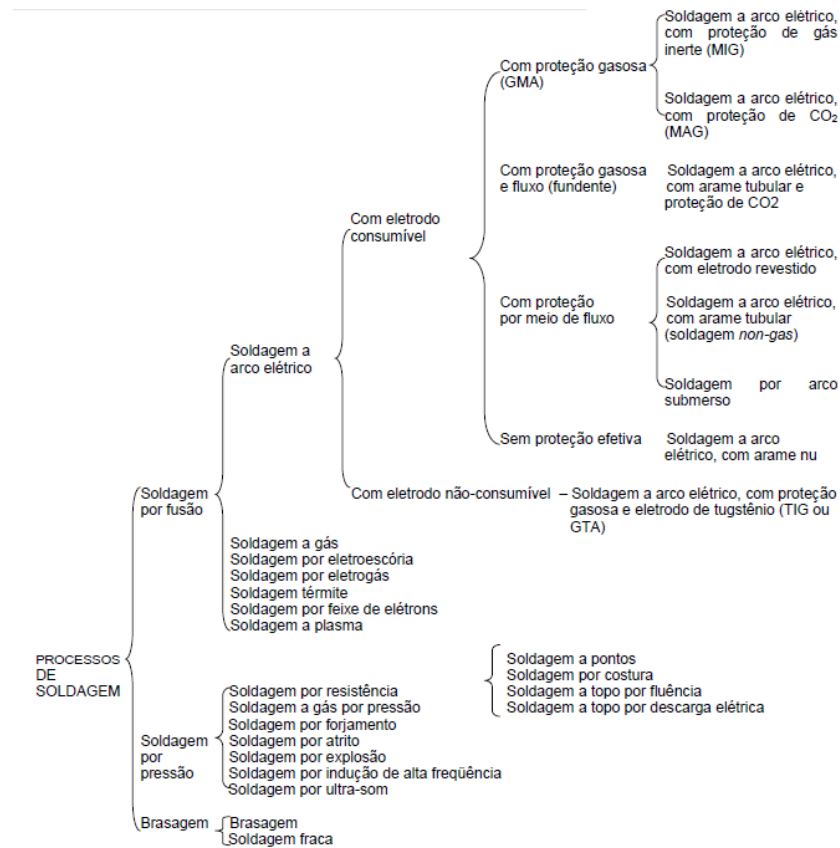 Soldagem a arco elétrico,
com proteção de gás
inerte (MIG)
Com proteção gasosa
(GMA)
Soldagem a arco elétrico,
com proteção de CO₂
(MAG)
Com proteção gasosa
e fluxo (fundente)
Soldagem a arco elétrico,
com arame tubular e
proteção de CO2
Com eletrodo
consumível
Soldagem a arco elétrico,
com eletrodo revestido
Com proteção
por meio de fluxo
Soldagem a arco elétrico,
com arame tubular
(soldagem non-gas)
Soldagem por arco
submerso
Soldagem a
arco elétrico
Sem proteção efetiva
Soldagem a arco
elétrico, com arame nu
Soldagem
por fusão
Com eletrodo não-consumível – Soldagem a arco elétrico, com proteção
gasosa e eletrodo de tugstênio (TIG ou
GTA)
Soldagem a gás
Soldagem por eletroescória
Soldagem por eletrogás
Soldagem térmite
Soldagem por feixe de elétrons
Soldagem a plasma
PROCESSOS
DE
SOLDAGEM
Soldagem
por
pressão
Soldagem por resistência
Soldagem a gás por pressão
Soldagem por forjamento
Soldagem por atrito
Soldagem por explosão
Soldagem por indução de alta freqüência
Soldagem por ultra-som
Soldagem a pontos
Soldagem por costura
Soldagem a topo por fluência
Soldagem a topo por descarga elétrica
Brasagem
Brasagem
Soldagem fraca